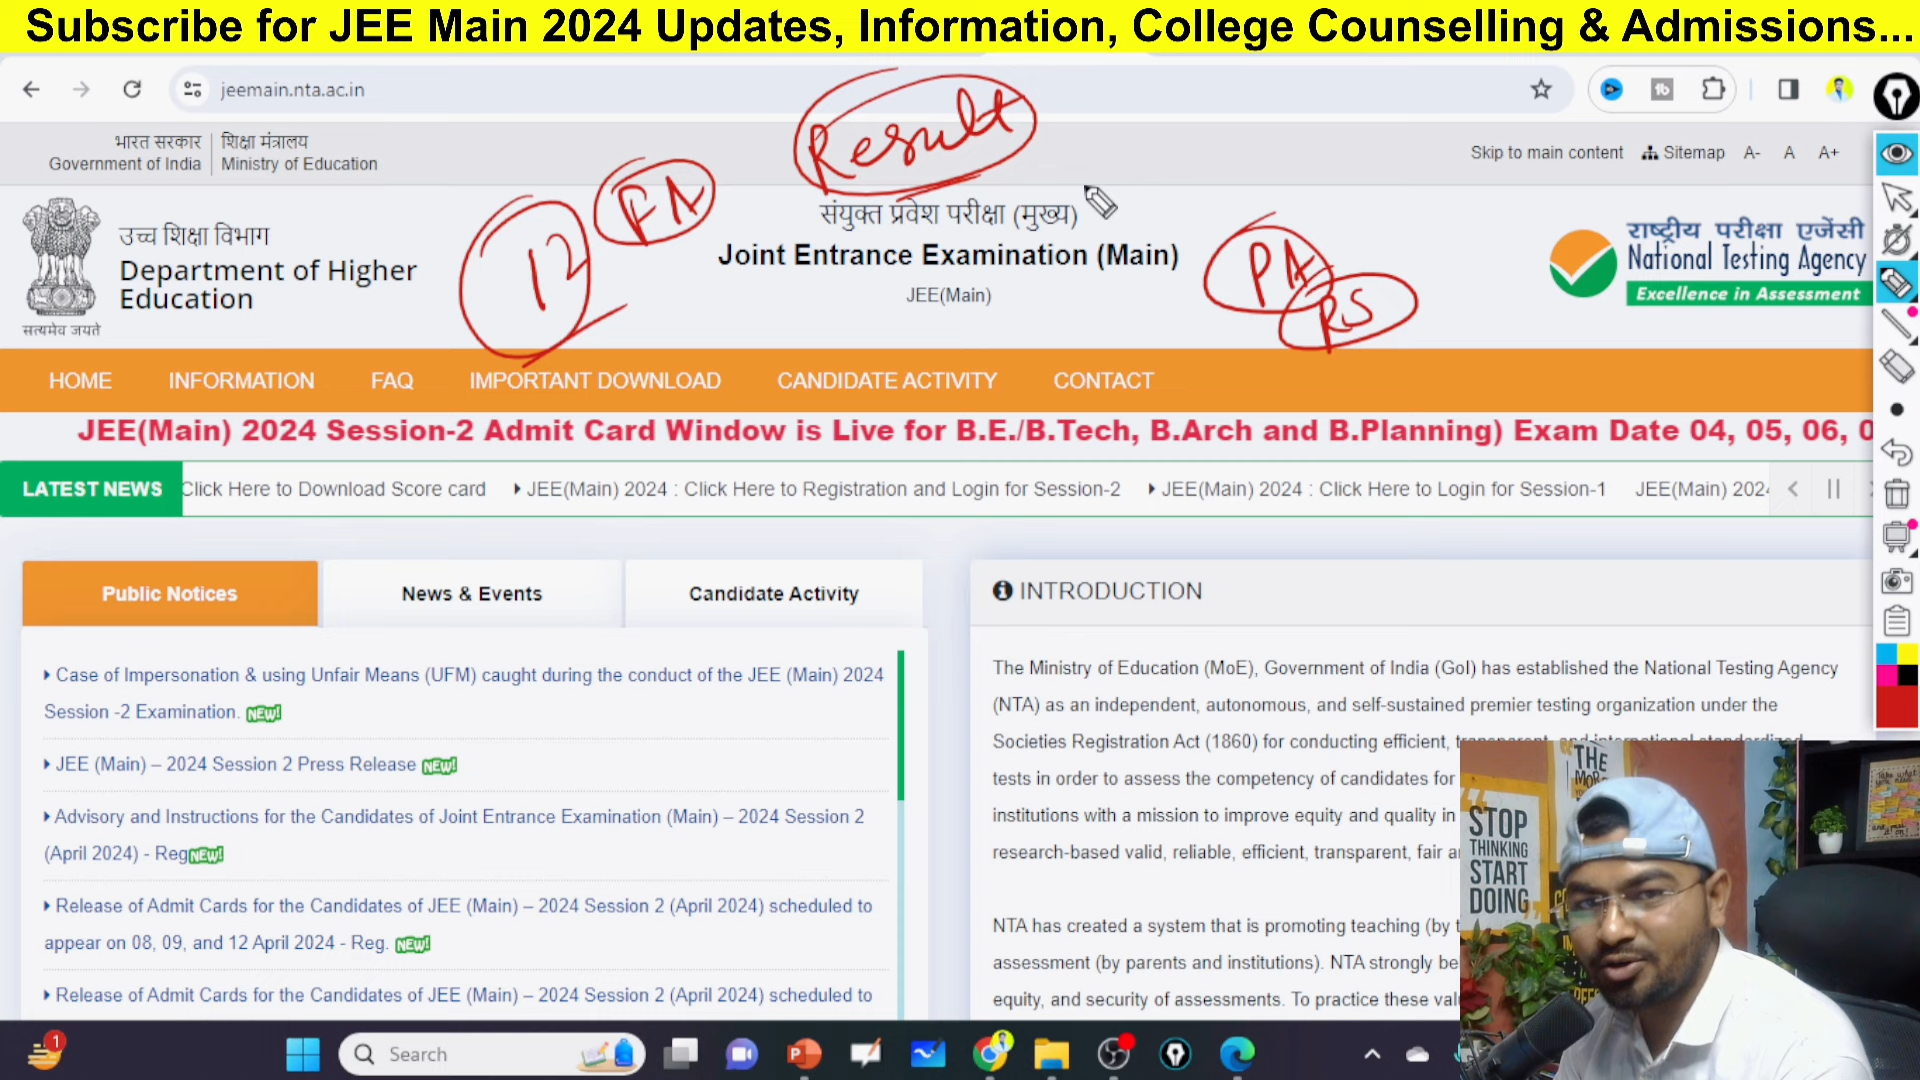 Subscribe for JEE Main 2024 Updates, Information, College Counselling & Admissions...
jeemain.nta.ac.in
Result
भारत सरकार शिक्षा मंत्रालय
Government of India Ministry of Education
Skip to main content Sitemap A- A A+
FA
12
PA
RS
सत्यमेव जयते
उच्च शिक्षा विभाग
Department of Higher
Education
संयुक्त प्रवेश परीक्षा (मुख्य)
Joint Entrance Examination (Main)
JEE(Main)
राष्ट्रीय परीक्षा एजेंसी
National Testing Agency
Excellence in Assessment
HOME INFORMATION FAQ IMPORTANT DOWNLOAD CANDIDATE ACTIVITY CONTACT
JEE(Main) 2024 Session-2 Admit Card Window is Live for B.E./B.Tech, B.Arch and B.Planning) Exam Date 04, 05, 06, 0
LATEST NEWS Click Here to Download Score card JEE(Main) 2024 : Click Here to Registration and Login for Session-2 JEE(Main) 2024 : Click Here to Login for Session-1 JEE(Main) 2024
Public Notices News & Events Candidate Activity
Case of Impersonation & using Unfair Means (UFM) caught during the conduct of the JEE (Main) 2024
Session -2 Examination. NEW!
JEE (Main) – 2024 Session 2 Press Release NEW!
Advisory and Instructions for the Candidates of Joint Entrance Examination (Main) – 2024 Session 2
(April 2024) - Reg NEW!
Release of Admit Cards for the Candidates of JEE (Main) – 2024 Session 2 (April 2024) scheduled to
appear on 08, 09, and 12 April 2024 - Reg. NEW!
Release of Admit Cards for the Candidates of JEE (Main) – 2024 Session 2 (April 2024) scheduled to
INTRODUCTION
The Ministry of Education (MoE), Government of India (GoI) has established the National Testing Agency
(NTA) as an independent, autonomous, and self-sustained premier testing organization under the
Societies Registration Act (1860) for conducting efficient, transparent, and international standardized
tests in order to assess the competency of candidates for
institutions with a mission to improve equity and quality in
research-based valid, reliable, efficient, transparent, fair
NTA has created a system that is promoting teaching (by
assessment (by parents and institutions). NTA strongly be
equity, and security of assessments. To practice these val
THE
STOP
THINKING
START
DOING
1
Search